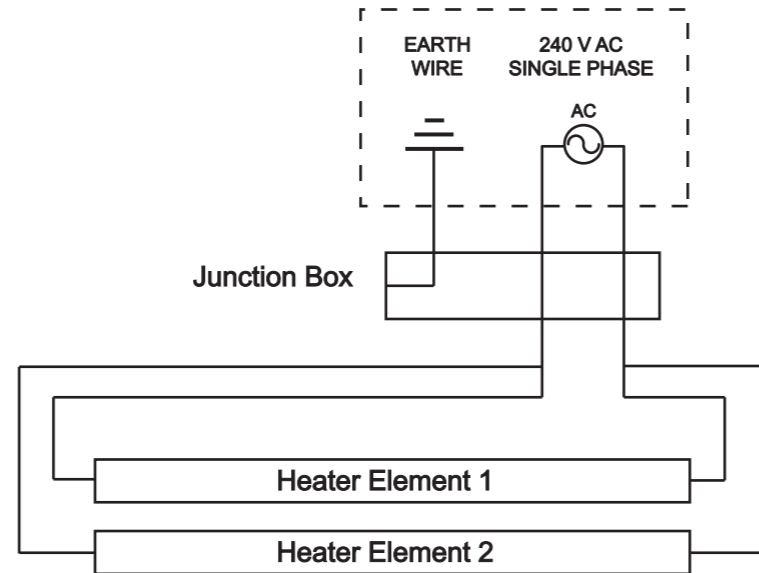 EARTH
WIRE
240 V AC
SINGLE PHASE
AC
Junction Box
Heater Element 1
Heater Element 2